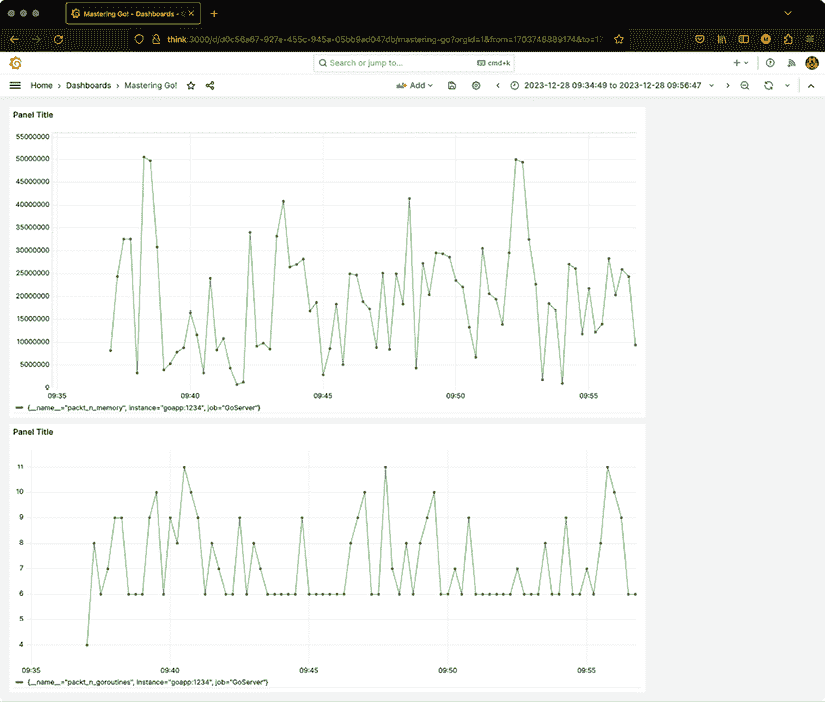 Mastering Go! - Dashboards -
think:3000/d/d0c56a67-927e-455c-945a-05bb9ad047db/mastering-go?orgId=1&from=1703748889174&to=1
Search or jump to...
cmd+k
Home > Dashboards > Mastering Go!
Add
2023-12-28 09:34:49 to 2023-12-28 09:56:47
Panel Title
55000000
50000000
45000000
40000000
35000000
30000000
25000000
20000000
15000000
10000000
5000000
0
09:35 09:40 09:45 09:50 09:55
{__name__="packt_n_memory", instance="goapp:1234", job="GoServer"}
Panel Title
11
10
9
8
7
6
5
4
09:35 09:40 09:45 09:50 09:55
{__name__="packt_n_goroutines", instance="goapp:1234", job="GoServer"}